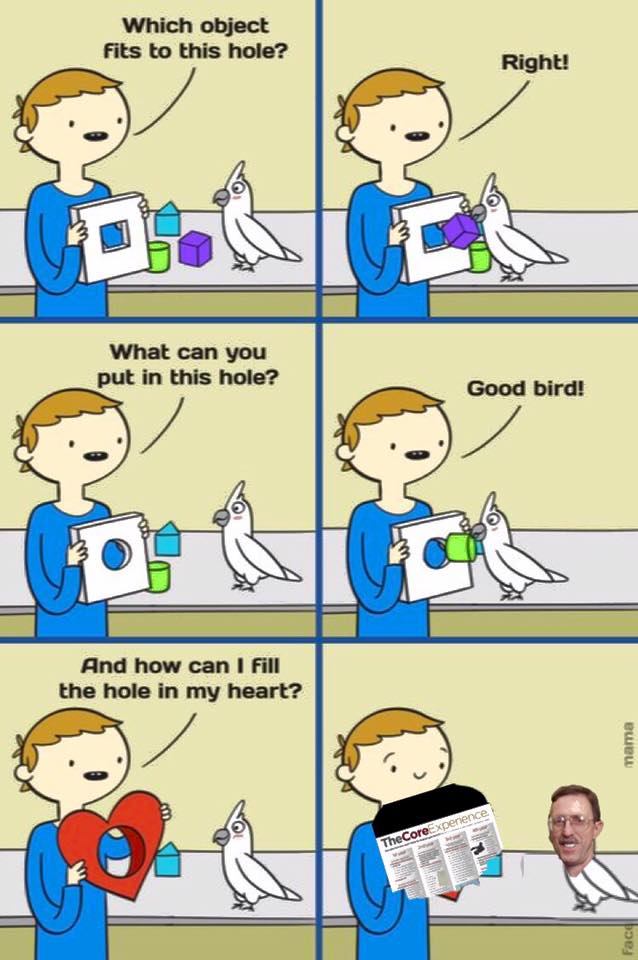 Which object
fits to this hole?
Right!
What can you
put in this hole?
Good bird!
And how can I fill
the hole in my heart?
TheCoreExperience
mama
Face